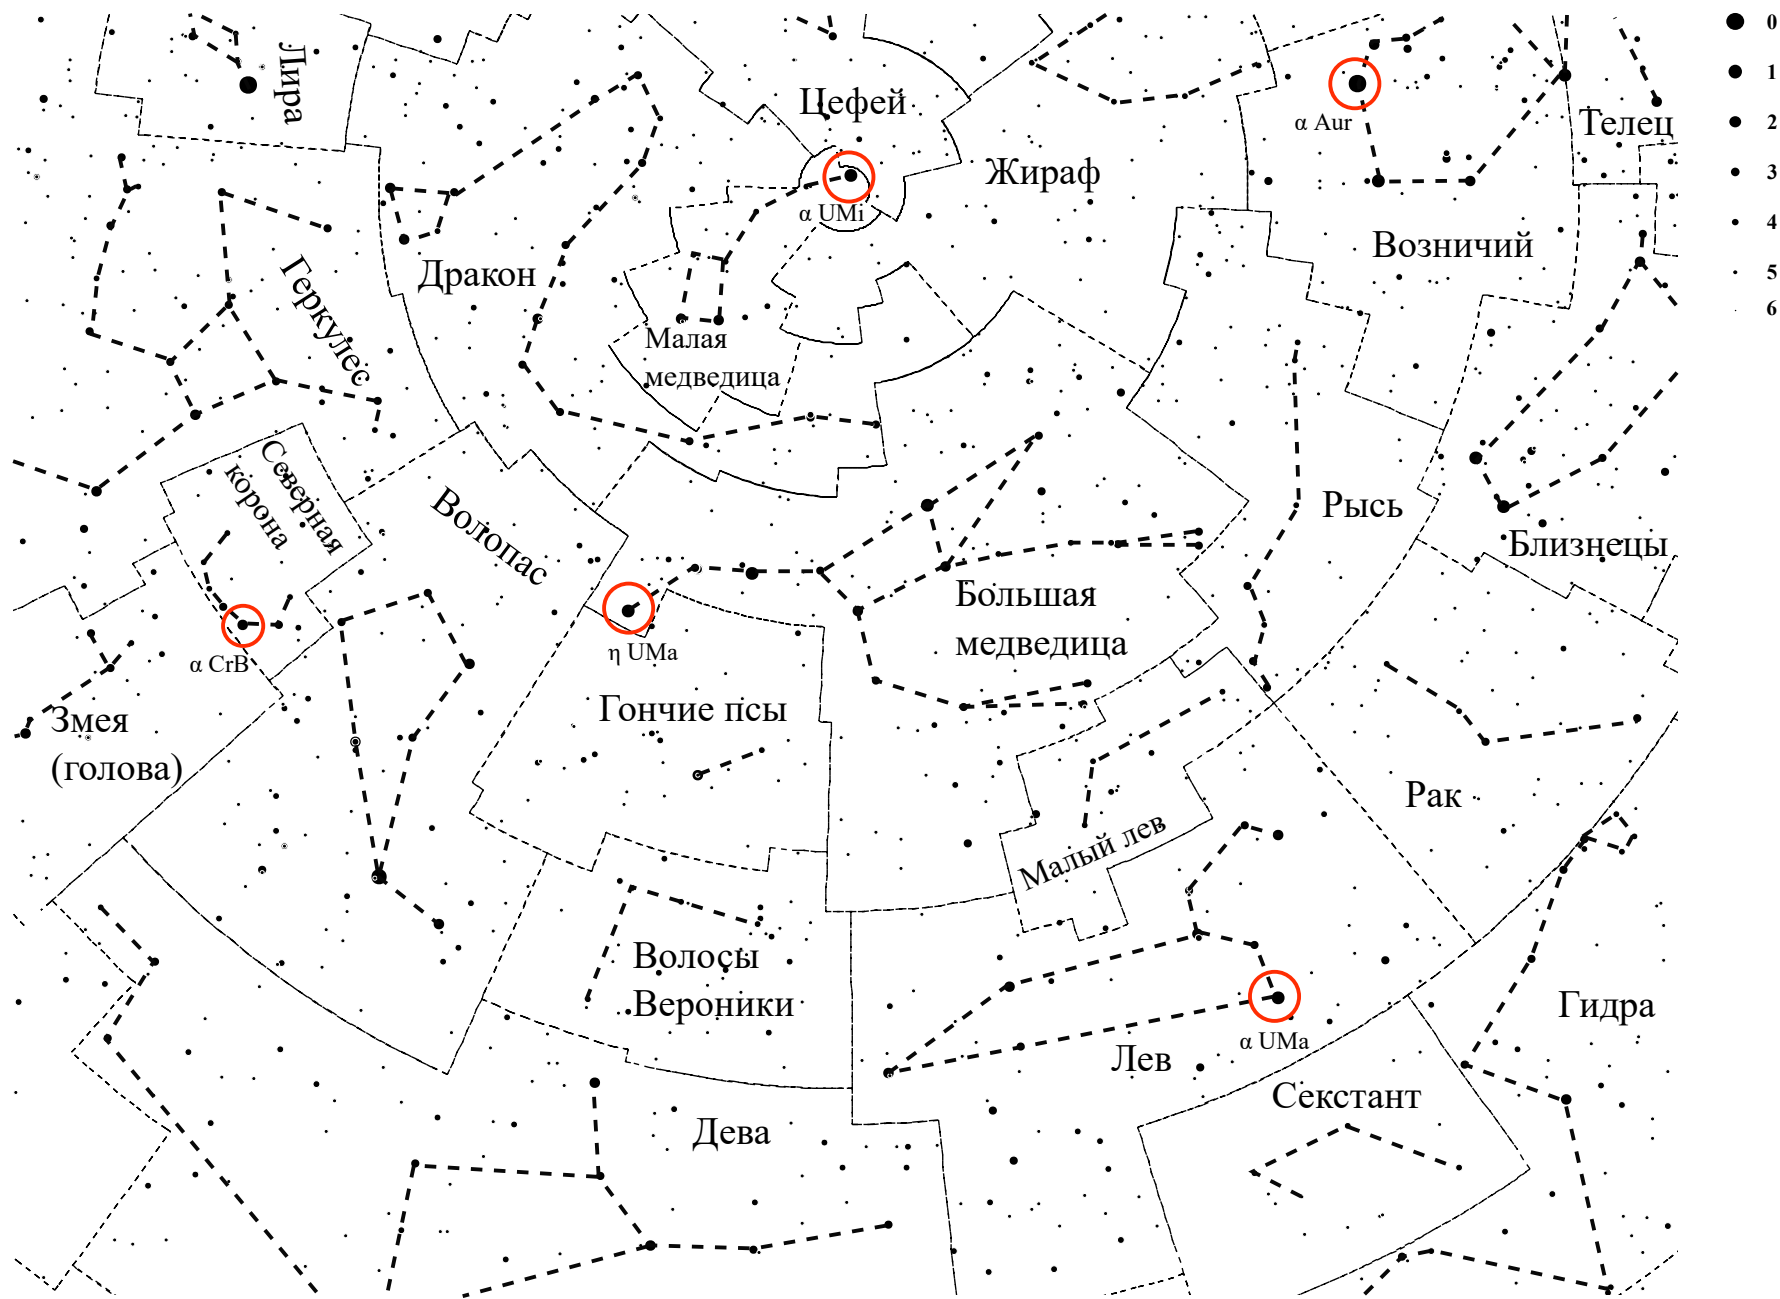 0
1
2
3
4
5
6
Лира
Цефей
α Aur
Телец
Жираф
α UMi
Возничий
Дракон
Геркулес
Малая
медведица
Северная
корона
Волопас
Рысь
Близнецы
Большая
медведица
α CrB
η UMa
Гончие псы
Змея
(голова)
Рак
Малый лев
Волосы
Вероники
Гидра
α UMa
Лев
Секстант
Дева